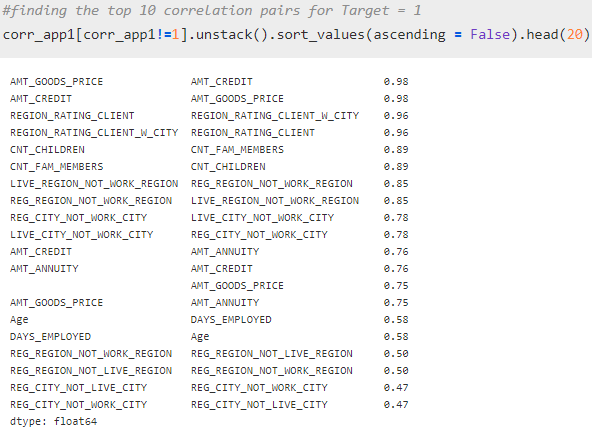 #finding the top 10 correlation pairs for Target = 1
corr_app1[corr_app1!=1].unstack().sort_values(ascending = False).head(20)
AMT_GOODS_PRICE AMT_CREDIT 0.98
AMT_CREDIT AMT_GOODS_PRICE 0.98
REGION_RATING_CLIENT REGION_RATING_CLIENT_W_CITY 0.96
REGION_RATING_CLIENT_W_CITY REGION_RATING_CLIENT 0.96
CNT_CHILDREN CNT_FAM_MEMBERS 0.89
CNT_FAM_MEMBERS CNT_CHILDREN 0.89
LIVE_REGION_NOT_WORK_REGION REG_REGION_NOT_WORK_REGION 0.85
REG_REGION_NOT_WORK_REGION LIVE_REGION_NOT_WORK_REGION 0.85
REG_CITY_NOT_WORK_CITY LIVE_CITY_NOT_WORK_CITY 0.78
LIVE_CITY_NOT_WORK_CITY REG_CITY_NOT_WORK_CITY 0.78
AMT_CREDIT AMT_ANNUITY 0.76
AMT_ANNUITY AMT_CREDIT 0.76
AMT_GOODS_PRICE 0.75
AMT_GOODS_PRICE AMT_ANNUITY 0.75
Age DAYS_EMPLOYED 0.58
DAYS_EMPLOYED Age 0.58
REG_REGION_NOT_WORK_REGION REG_REGION_NOT_LIVE_REGION 0.50
REG_REGION_NOT_LIVE_REGION REG_REGION_NOT_WORK_REGION 0.50
REG_CITY_NOT_LIVE_CITY REG_CITY_NOT_WORK_CITY 0.47
REG_CITY_NOT_WORK_CITY REG_CITY_NOT_LIVE_CITY 0.47
dtype: float64